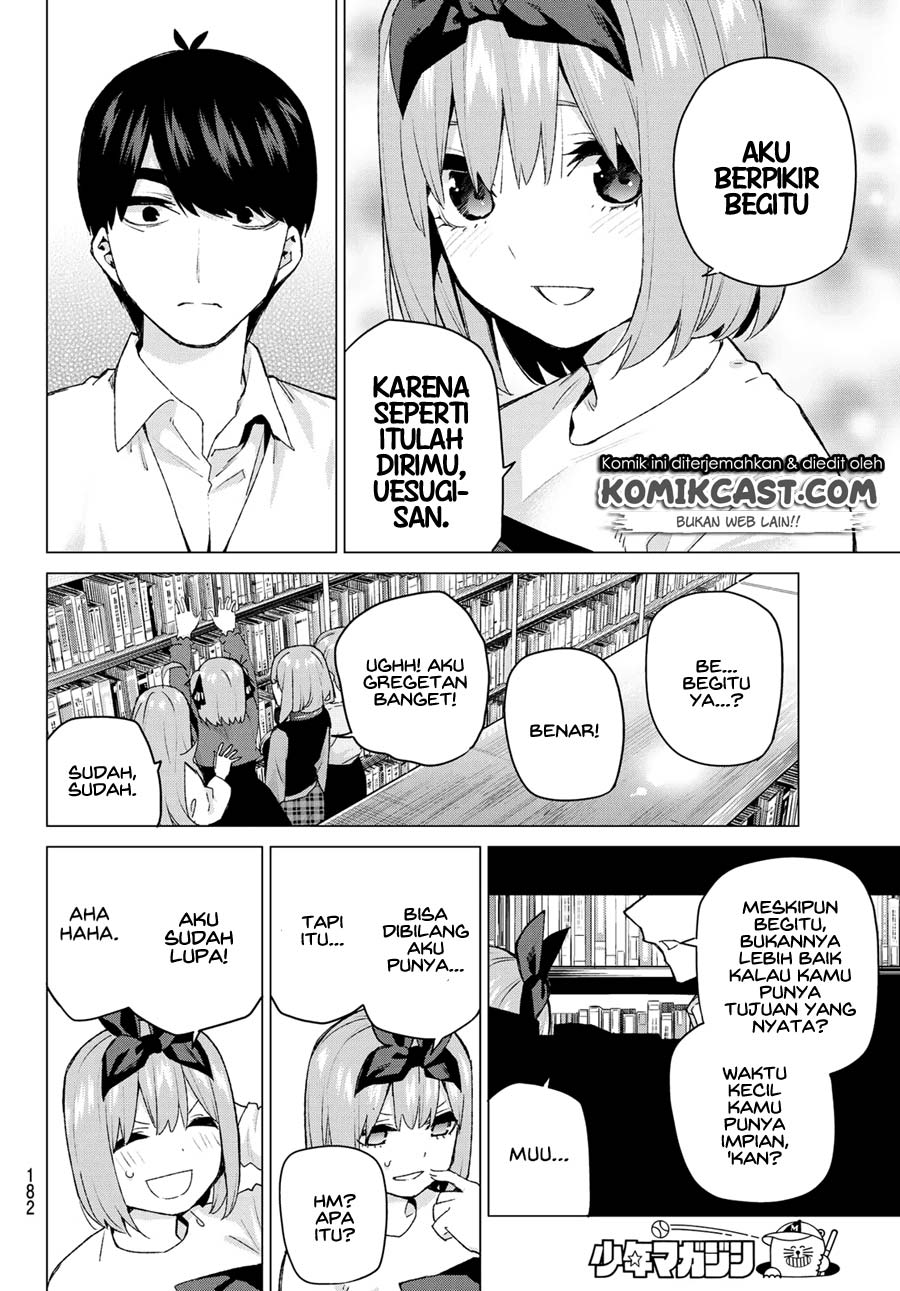 AKU
BERPIKIR
BEGITU
KARENA
SEPERTI
ITULAH
DIRIMU,
UESUGI-
SAN.
Komik ini diterjemahkan & diedit oleh
KOMIKCAST.COM
BUKAN WEB LAIN!!
BE...
BEGITU
YA...?
BENAR!
UGHH! AKU
GREGETAN
BANGET!
SUDAH,
SUDAH.
MESKIPUN
BEGITU,
BUKANNYA
LEBIH BAIK
KALAU KAMU
PUNYA
TUJUAN YANG
NYATA?
WAKTU
KECIL
KAMU
PUNYA
IMPIAN,
'KAN?
MUU...
BISA
DIBILANG
AKU
PUNYA...
TAPI
ITU...
HM?
APA
ITU?
AKU
SUDAH
LUPA!
AHA
HAHA.
182
少年マガジン
M